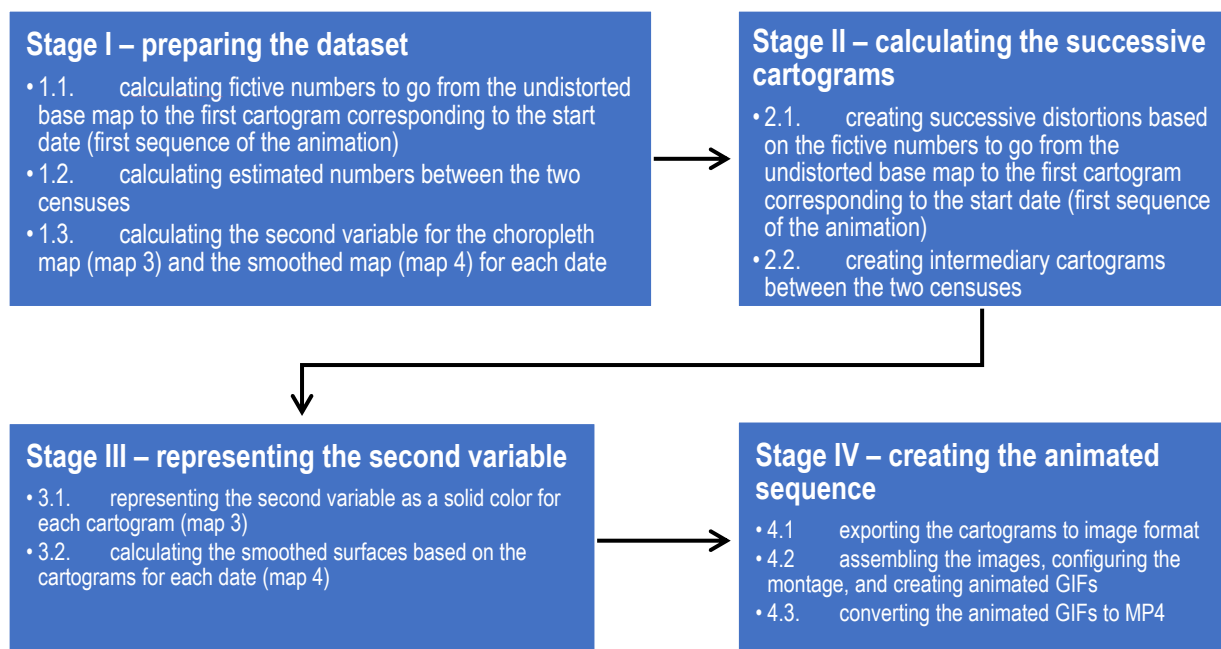 Stage I – preparing the dataset
• 1.1. calculating fictive numbers to go from the undistorted
base map to the first cartogram corresponding to the start
date (first sequence of the animation)
• 1.2. calculating estimated numbers between the two
censuses
• 1.3. calculating the second variable for the choropleth
map (map 3) and the smoothed map (map 4) for each date
Stage II – calculating the successive
cartograms
• 2.1. creating successive distortions based
on the fictive numbers to go from the
undistorted base map to the first cartogram
corresponding to the start date (first sequence
of the animation)
• 2.2. creating intermediary cartograms
between the two censuses
Stage III – representing the second variable
• 3.1. representing the second variable as a solid color for
each cartogram (map 3)
• 3.2. calculating the smoothed surfaces based on the
cartograms for each date (map 4)
Stage IV – creating the animated
sequence
• 4.1 exporting the cartograms to image format
• 4.2 assembling the images, configuring the
montage, and creating animated GIFs
• 4.3. converting the animated GIFs to MP4